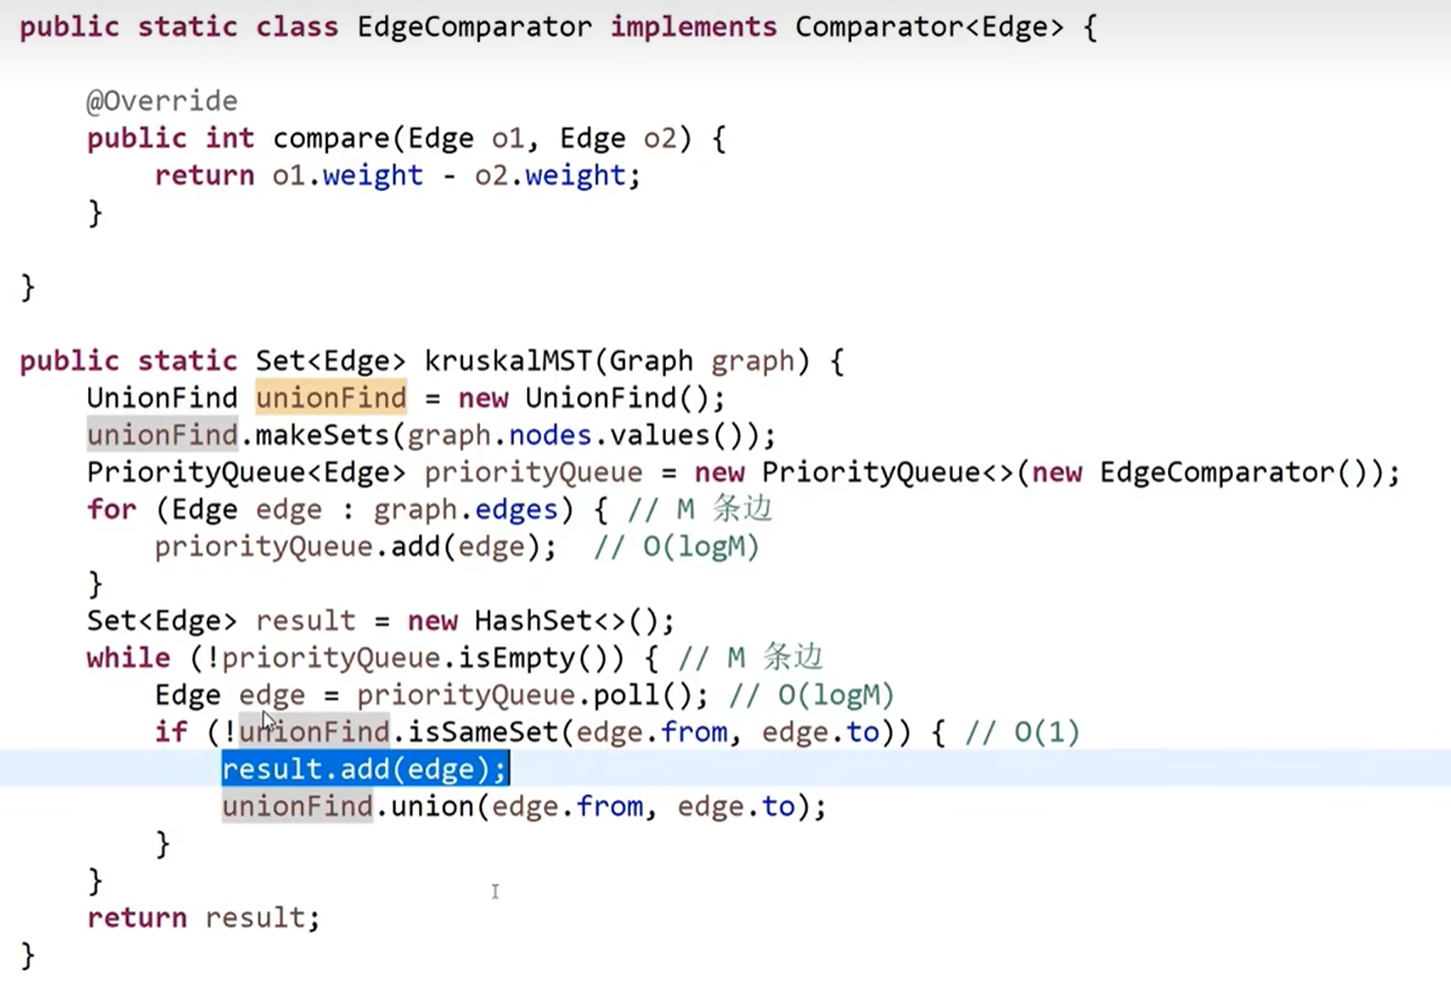 public static class EdgeComparator implements Comparator<Edge> {
@Override
public int compare(Edge o1, Edge o2) {
return o1.weight - o2.weight;
}
}
public static Set<Edge> kruskalMST(Graph graph) {
UnionFind unionFind = new UnionFind();
unionFind.makeSets(graph.nodes.values());
PriorityQueue<Edge> priorityQueue = new PriorityQueue<>(new EdgeComparator());
for (Edge edge : graph.edges) { // M 条边
priorityQueue.add(edge);  // O(logM)
}
Set<Edge> result = new HashSet<>();
while (!priorityQueue.isEmpty()) { // M 条边
Edge edge = priorityQueue.poll(); // O(logM)
if (!unionFind.isSameSet(edge.from, edge.to)) { // O(1)
result.add(edge);
unionFind.union(edge.from, edge.to);
}
}
return result;
}